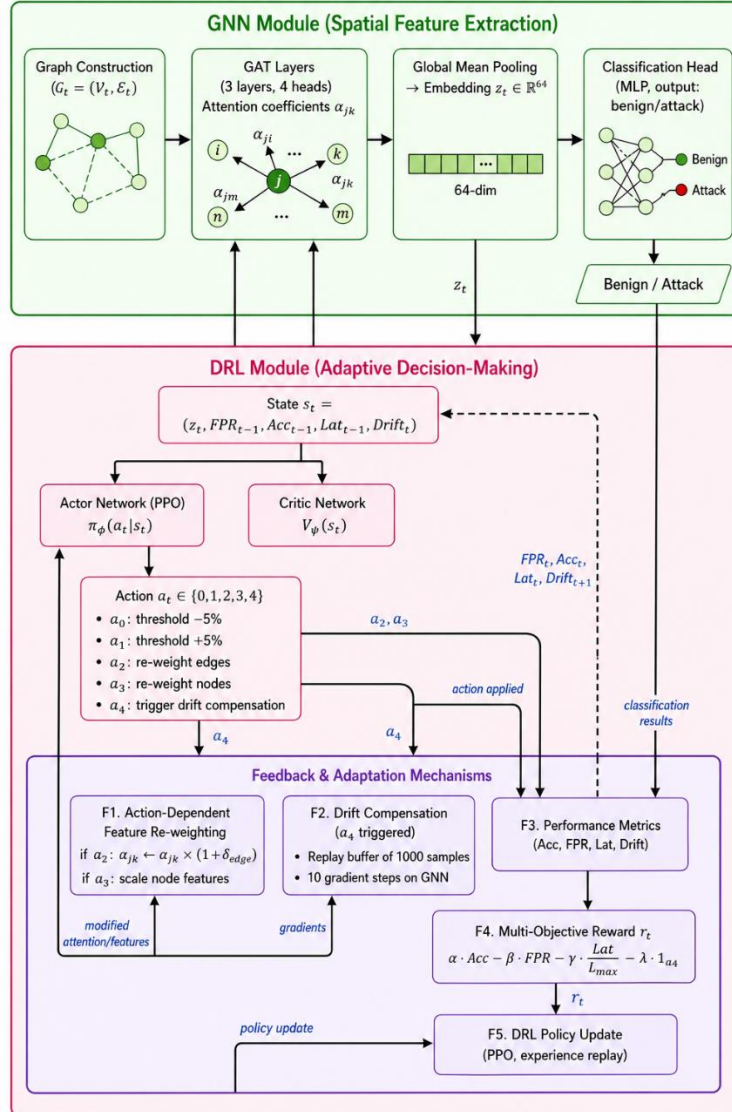 GNN Module (Spatial Feature Extraction)
Graph Construction
(G_t = (V_t, ℰ_t)
GAT Layers
(3 layers, 4 heads)
Attention coefficients α_jk
i
α_ji
...
k
j
α_jm
α_jk
n
...
m
Global Mean Pooling
→ Embedding z_t ∈ ℝ^64
...
64-dim
Classification Head
(MLP, output:
benign/attack)
Benign
Attack
z_t
Benign / Attack
DRL Module (Adaptive Decision-Making)
State s_t =
(z_t, FPR_t−1, Acc_t−1, Lat_t−1, Drift_t)
Actor Network (PPO)
π_ϕ(a_t|s_t)
Critic Network
V_ψ(s_t)
FPR_t, Acc_t,
Lat_t, Drift_t+1
Action a_t ∈ {0,1,2,3,4}
• a_0: threshold −5%
• a_1: threshold +5%
• a_2: re-weight edges
• a_3: re-weight nodes
• a_4: trigger drift compensation
a_2, a_3
action applied
classification
results
a_4
a_4
Feedback & Adaptation Mechanisms
F1. Action-Dependent
Feature Re-weighting
if a_2: α_jk ← α_jk × (1+δ_edge)
if a_3: scale node features
F2. Drift Compensation
(a_4 triggered)
• Replay buffer of 1000 samples
• 10 gradient steps on GNN
F3. Performance Metrics
(Acc, FPR, Lat, Drift)
modified
attention/features
gradients
F4. Multi-Objective Reward r_t
α · Acc − β · FPR − γ · Lat/L_max − λ · 1_a4
r_t
policy update
F5. DRL Policy Update
(PPO, experience replay)